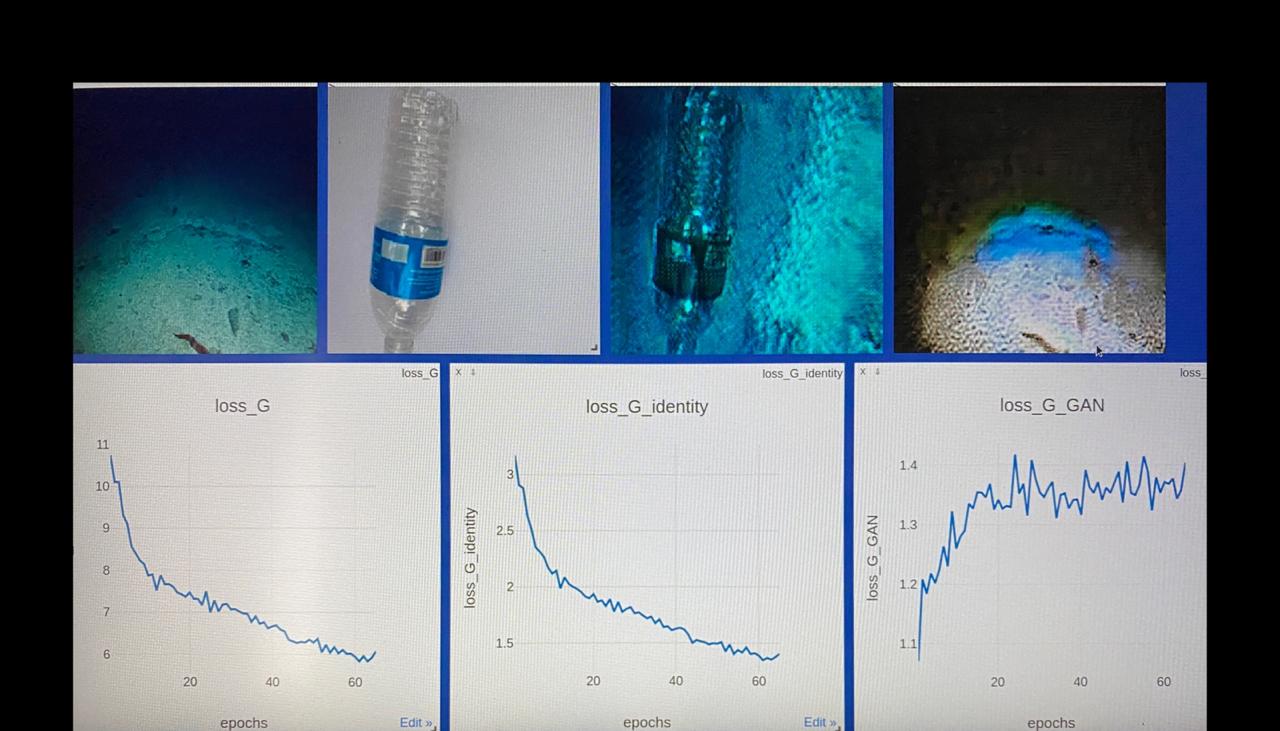 loss_G
X ⇩
loss_G_identity
X ⇩
loss_
loss_G
loss_G_identity
loss_G_GAN
11
10
9
8
7
6
20
40
60
epochs
Edit »
loss_G_identity
3
2.5
2
1.5
20
40
60
epochs
Edit »
loss_G_GAN
1.4
1.3
1.2
1.1
20
40
60
epochs